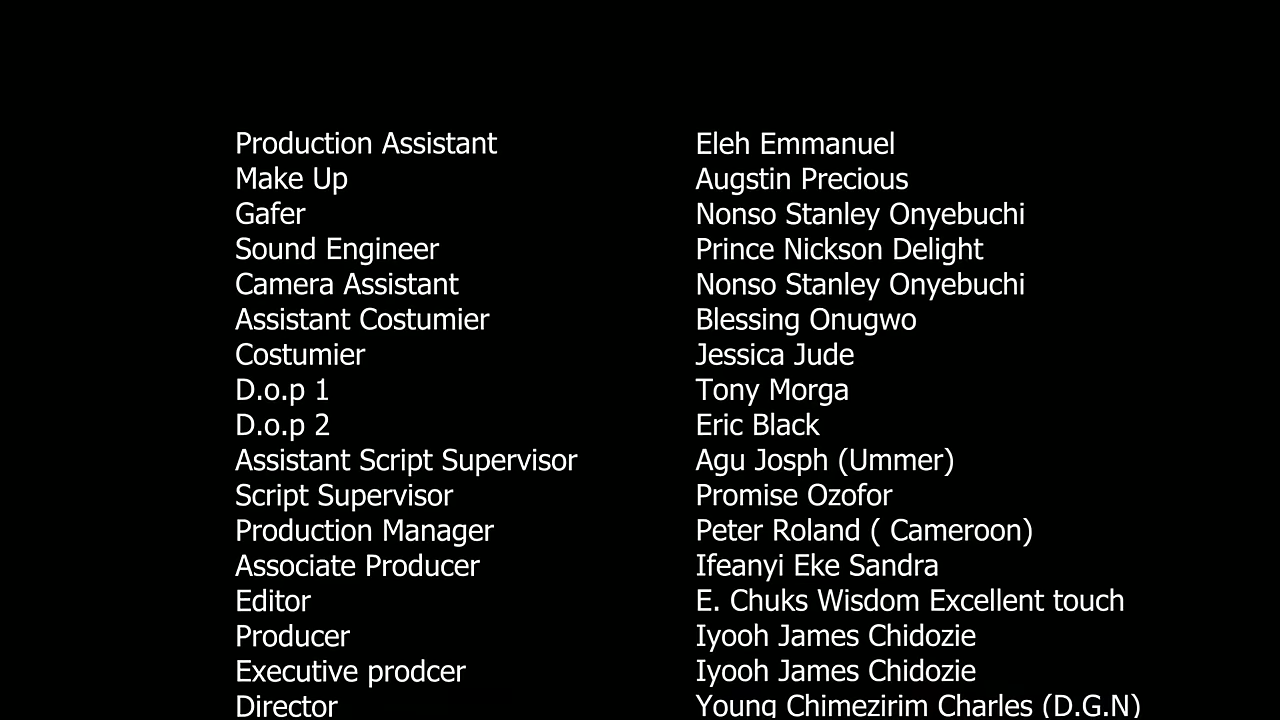 Production Assistant Eleh Emmanuel
Make Up Augstin Precious
Gafer Nonso Stanley Onyebuchi
Sound Engineer Prince Nickson Delight
Camera Assistant Nonso Stanley Onyebuchi
Assistant Costumier Blessing Onugwo
Costumier Jessica Jude
D.o.p 1 Tony Morga
D.o.p 2 Eric Black
Assistant Script Supervisor Agu Josph (Ummer)
Script Supervisor Promise Ozofor
Production Manager Peter Roland ( Cameroon)
Associate Producer Ifeanyi Eke Sandra
Editor E. Chuks Wisdom Excellent touch
Producer Iyooh James Chidozie
Executive prodcer Iyooh James Chidozie
Director Young Chimezirim Charles (D.G.N)